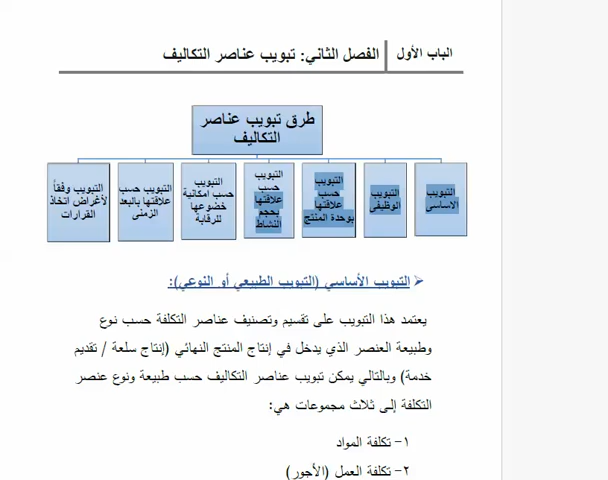 الباب الأول
الفصل الثاني: تبويب عناصر التكاليف
طرق تبويب عناصر
التكاليف
التبويب
الاساسى
التبويب
الوظيفى
التبويب
حسب
علاقتها
بوحدة المنتج
التبويب
حسب
علاقتها
بحجم
النشاط
التبويب
حسب امكانية
خضوعها
للرقابة
التبويب حسب
علاقتها بالبعد
الزمنى
التبويب وفقاً
لأغراض اتخاذ
القرارات
➢ التبويب الأساسي (التبويب الطبيعي أو النوعي):
يعتمد هذا التبويب على تقسيم وتصنيف عناصر التكلفة حسب نوع
وطبيعة العنصر الذي يدخل في إنتاج المنتج النهائي (إنتاج سلعة / تقديم
خدمة) وبالتالي يمكن تبويب عناصر التكاليف حسب طبيعة ونوع عنصر
التكلفة إلى ثلاث مجموعات هي:
١- تكلفة المواد
٢- تكلفة العمل (الأجور)